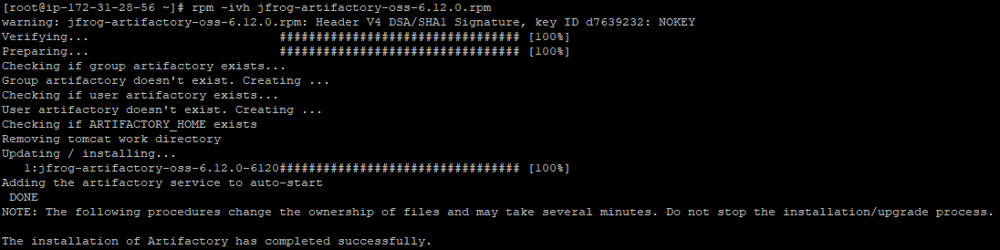 [root@ip-172-31-28-56 ~]# rpm -ivh jfrog-artifactory-oss-6.12.0.rpm
warning: jfrog-artifactory-oss-6.12.0.rpm: Header V4 DSA/SHA1 Signature, key ID d7639232: NOKEY
Verifying...                          ################################# [100%]
Preparing...                          ################################# [100%]
Checking if group artifactory exists...
Group artifactory doesn't exist. Creating ...
Checking if user artifactory exists...
User artifactory doesn't exist. Creating ...
Checking if ARTIFACTORY_HOME exists
Removing tomcat work directory
Updating / installing...
   1:jfrog-artifactory-oss-6.12.0-6120################################# [100%]
Adding the artifactory service to auto-start
 DONE
NOTE: The following procedures change the ownership of files and may take several minutes. Do not stop the installation/upgrade process.

The installation of Artifactory has completed successfully.